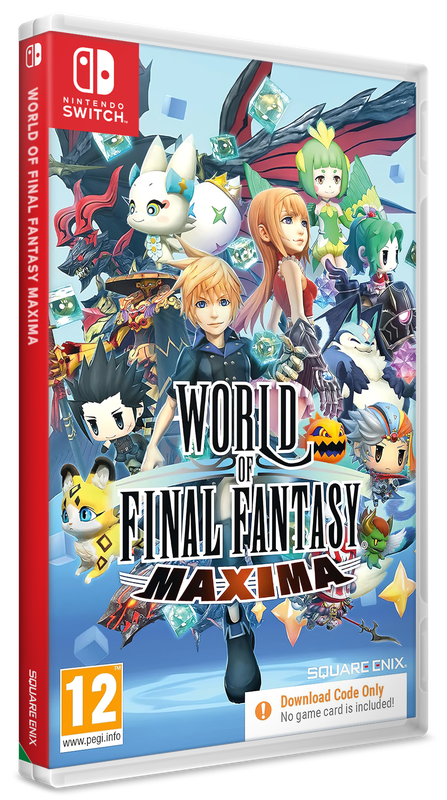 NINTENDO
SWITCH™
WORLD OF FINAL FANTASY MAXIMA
SQUARE ENIX
WORLD
OF
FINAL FANTASY
MAXIMA
SQUARE ENIX®
12
www.pegi.info
! Download Code Only
No game card is included!